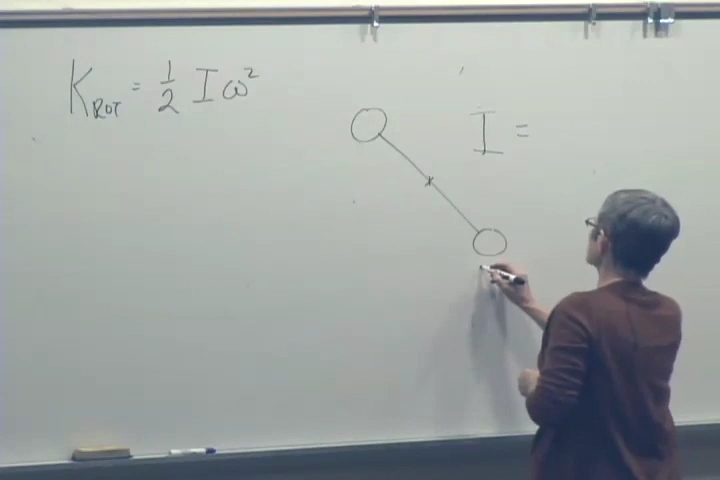 K_ROT = 1/2 I ω²
I =